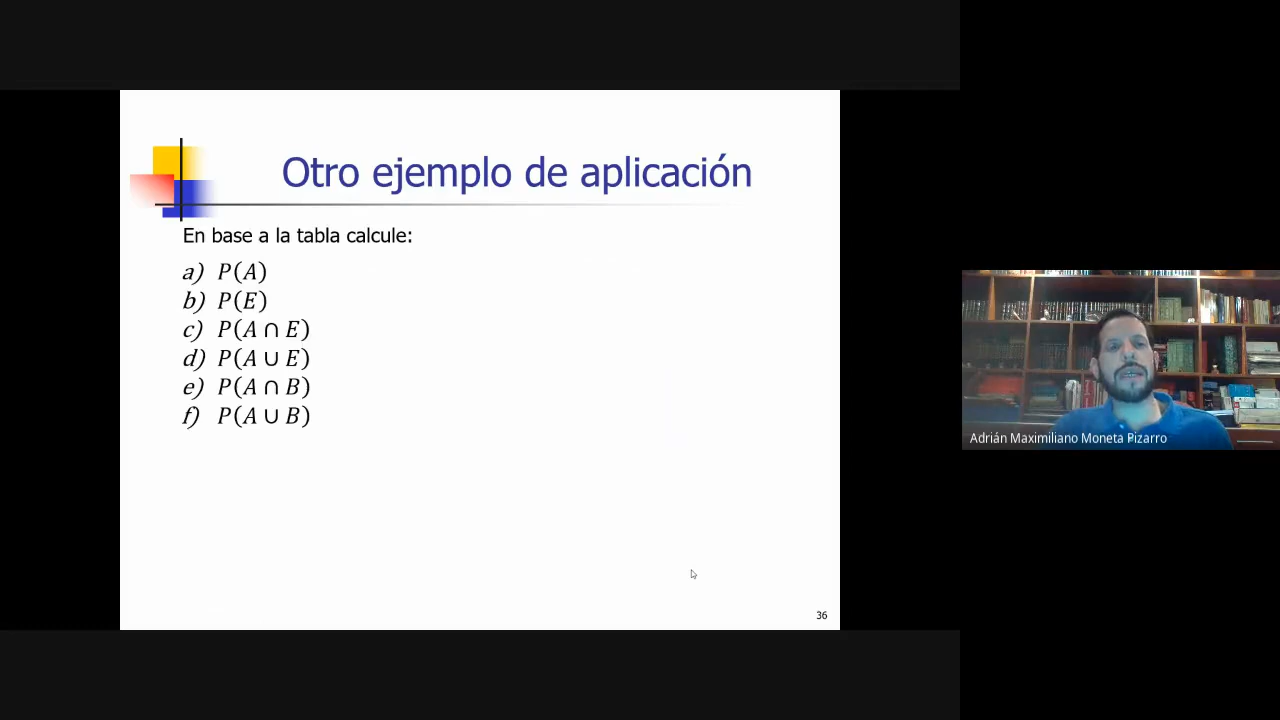 Otro ejemplo de aplicación
En base a la tabla calcule:
a) P(A)
b) P(E)
c) P(A ∩ E)
d) P(A ∪ E)
e) P(A ∩ B)
f) P(A ∪ B)
36
Adrián Maximiliano Moneta Pizarro